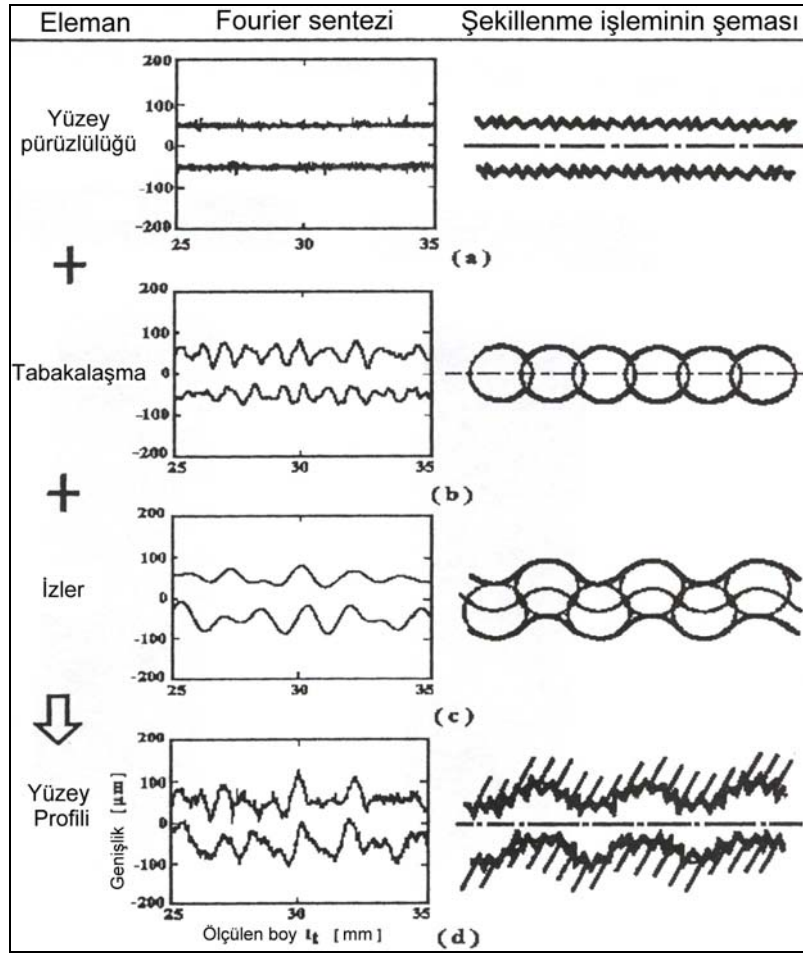 Eleman Fourier sentezi Şekillenme işleminin şeması
200
Yüzey
pürüzlülüğü
100
0
-100
-200
25 30 35
(a)
+
200
100
Tabakalaşma
0
-100
-200
25 30 35
(b)
+
200
100
İzler
0
-100
-200
25 30 35
(c)
200
Yüzey
Profili
Genişlik [μm]
100
0
-100
-200
25 30 35
Ölçülen boy lt [mm]
(d)